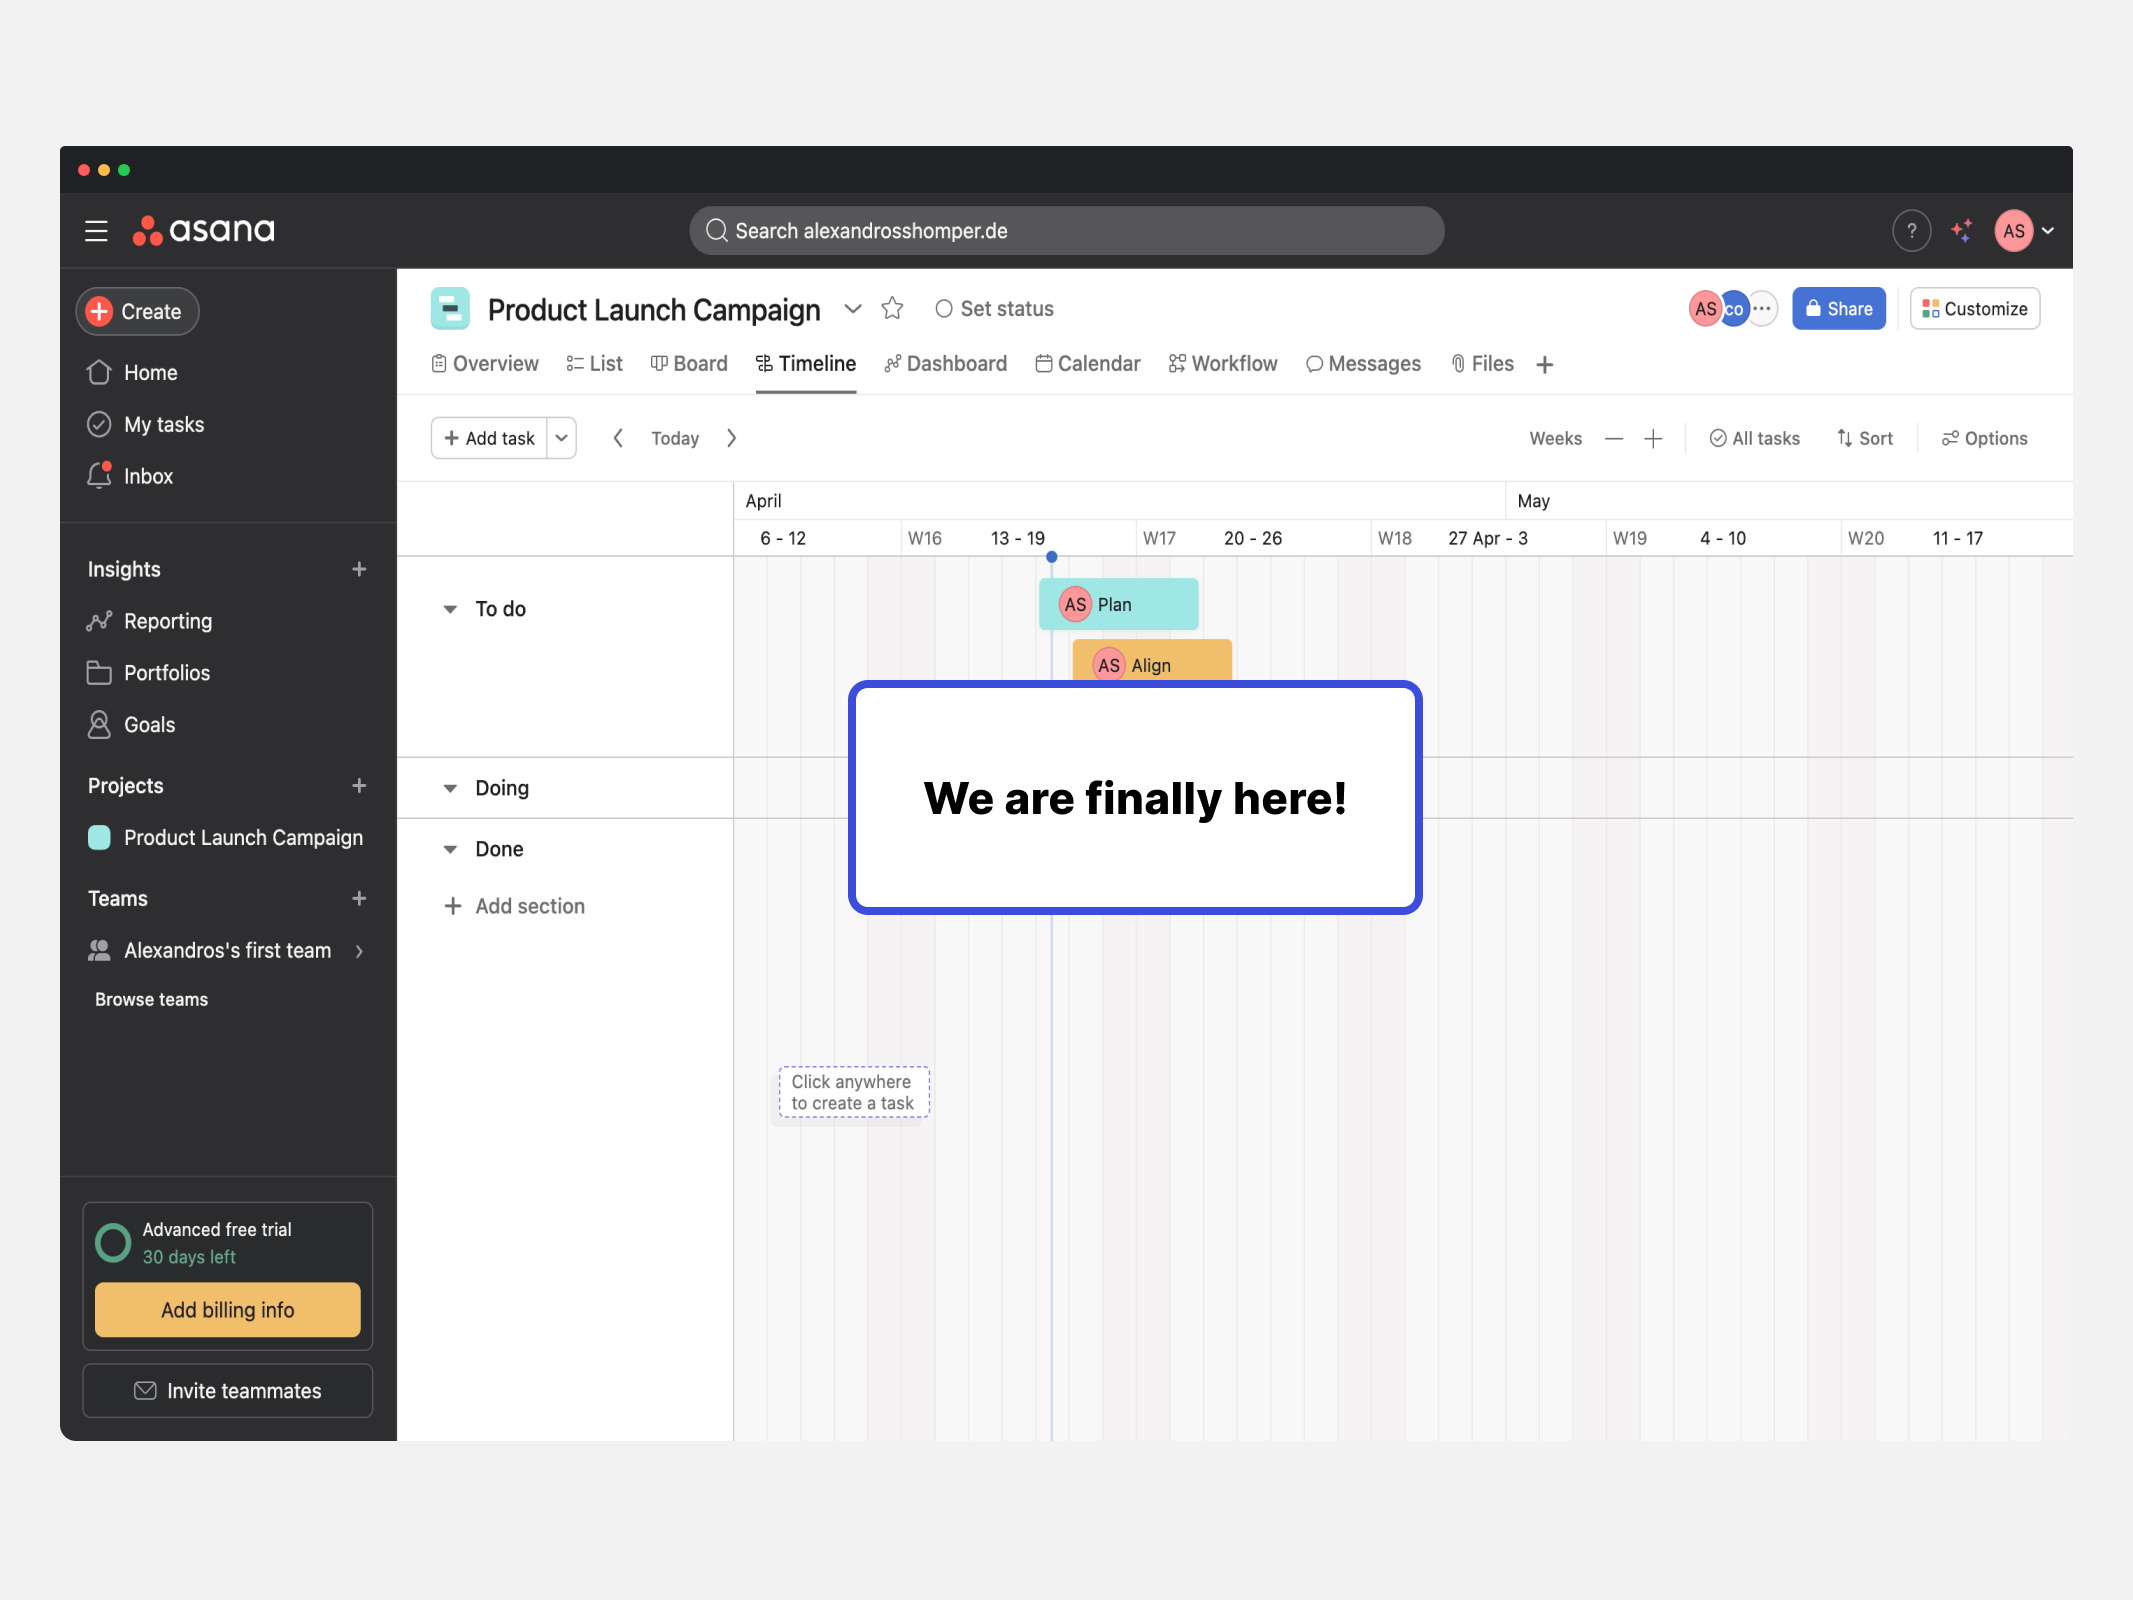 asana
Search alexandrosshomper.de
?
AS
Create
Home
My tasks
Inbox
Insights
Reporting
Portfolios
Goals
Projects
Product Launch Campaign
Teams
Alexandros's first team
Browse teams
Advanced free trial
30 days left
Add billing info
Invite teammates
Product Launch Campaign
Set status
AS co
Share
Customize
Overview List Board Timeline Dashboard Calendar Workflow Messages Files
Add task
Today
Weeks
All tasks
Sort
Options
April May
6 - 12 W16 13 - 19 W17 20 - 26 W18 27 Apr - 3 W19 4 - 10 W20 11 - 17
To do
AS Plan
AS Align
We are finally here!
Doing
Done
Add section
Click anywhere
to create a task